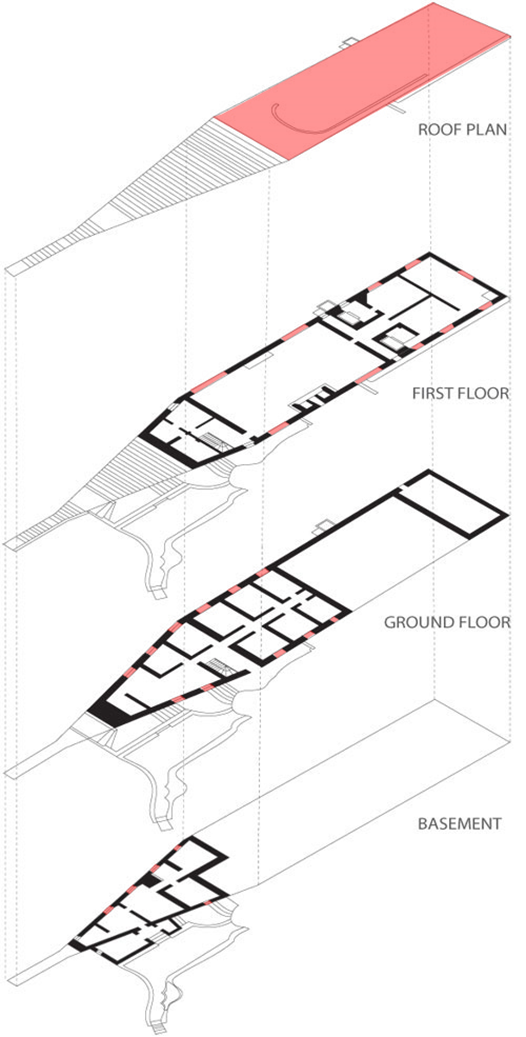 ROOF PLAN
FIRST FLOOR
GROUND FLOOR
BASEMENT